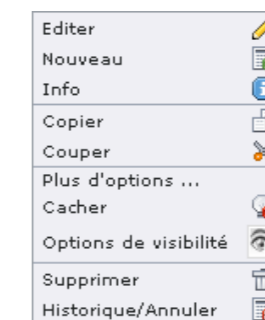 Editer
Nouveau
Info
Copier
Couper
Plus d'options ...
Cacher
Options de visibilité
Supprimer
Historique/Annuler